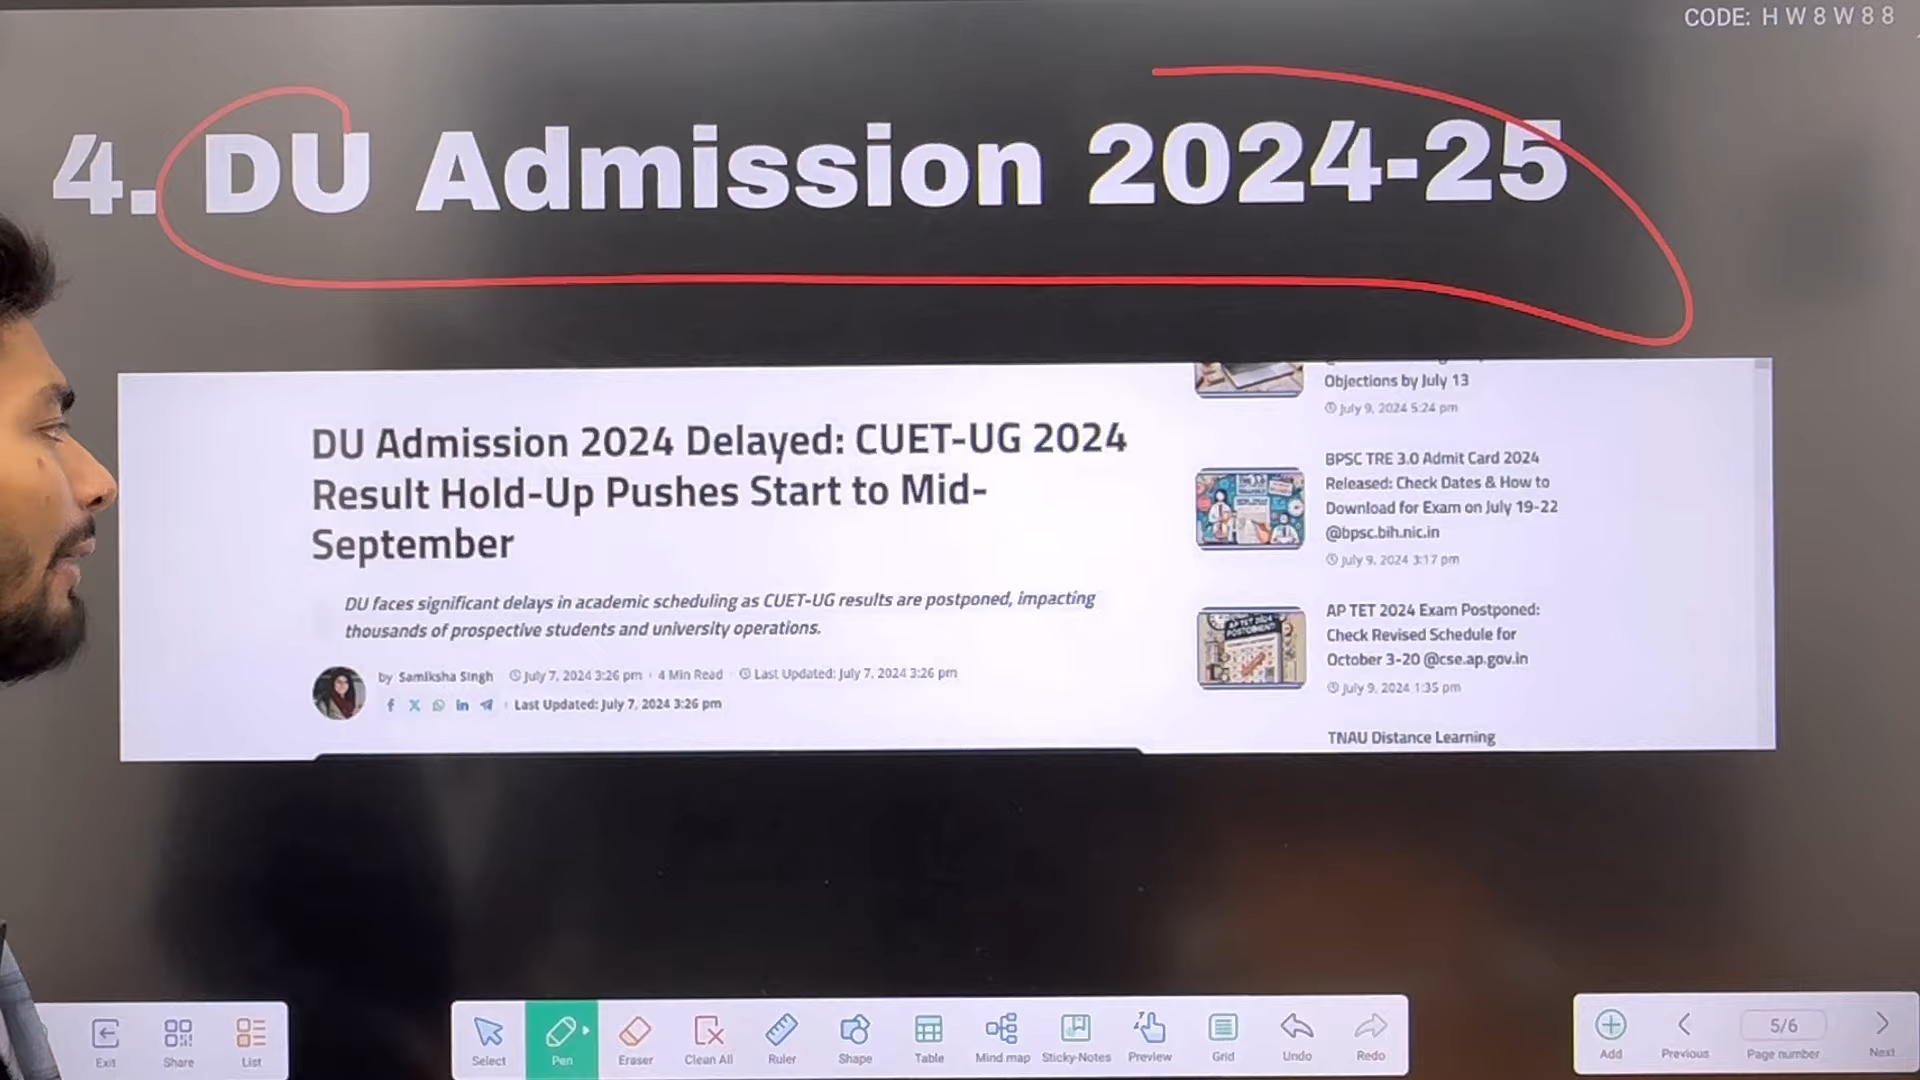 CODE: HW8W88
4. DU Admission 2024-25
DU Admission 2024 Delayed: CUET-UG 2024
Result Hold-Up Pushes Start to Mid-
September
DU faces significant delays in academic scheduling as CUET-UG results are postponed, impacting
thousands of prospective students and university operations.
by Samiksha Singh July 7, 2024 3:26 pm 4 Min Read Last Updated: July 7, 2024 3:26 pm
Last Updated: July 7, 2024 3:26 pm
Objections by July 13
July 9, 2024 5:24 pm
BPSC TRE 3.0 Admit Card 2024
Released: Check Dates & How to
Download for Exam on July 19-22
@bpsc.bih.nic.in
July 9, 2024 3:17 pm
AP TET 2024 Exam Postponed:
Check Revised Schedule for
October 3-20 @cse.ap.gov.in
July 9, 2024 1:35 pm
TNAU Distance Learning
Exit Share List
Select Pen Eraser Clean All Ruler Shape Table Mind map Sticky-Notes Preview Grid Undo Redo
5/6
Add Previous Page number Next